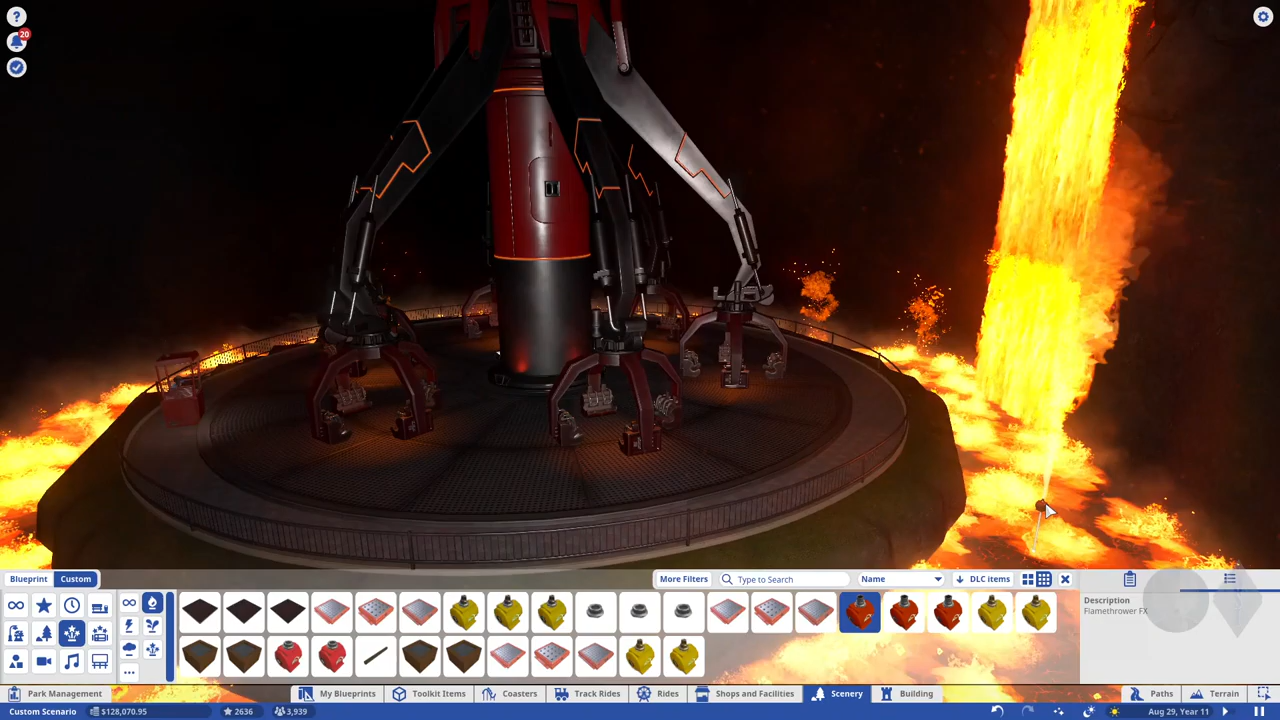 ?
20
Blueprint
Custom
More Filters
Type to Search
Name
DLC items
Description
Flamethrower FX
Park Management
My Blueprints
Toolkit Items
Coasters
Track Rides
Rides
Shops and Facilities
Scenery
Building
Paths
Terrain
Custom Scenario
$128,070.95
2636
3,939
Aug 29, Year 11